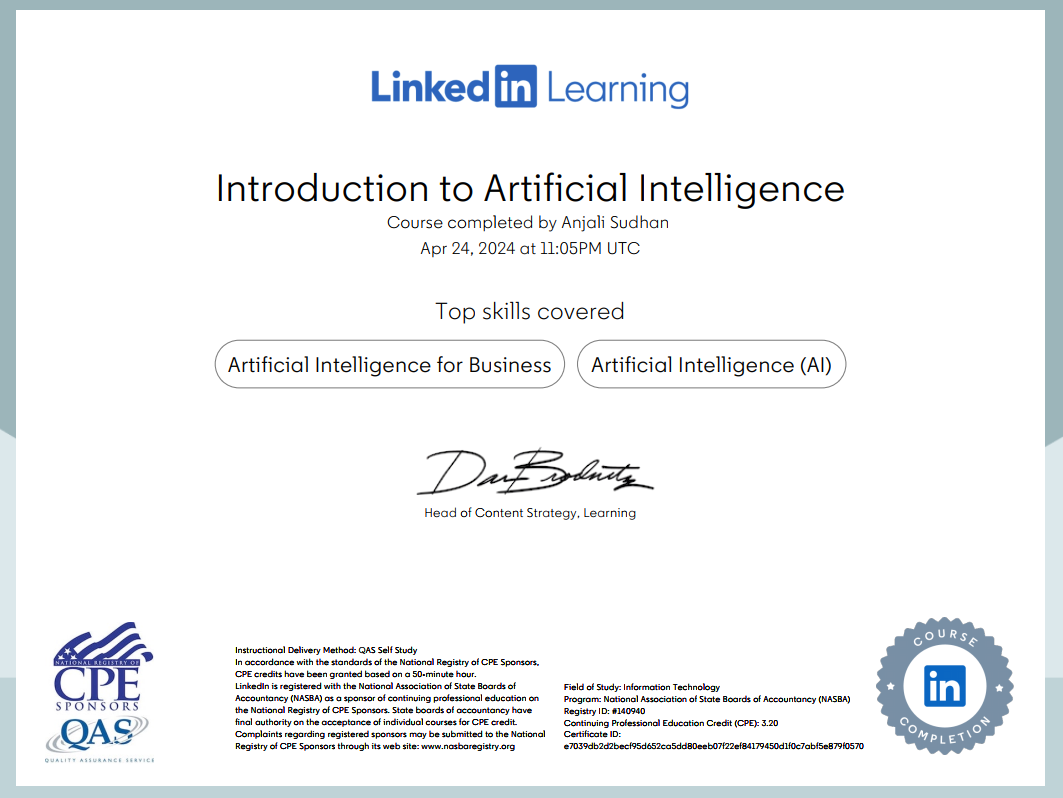 Linked in Learning
Introduction to Artificial Intelligence
Course completed by Anjali Sudhan
Apr 24, 2024 at 11:05PM UTC
Top skills covered
Artificial Intelligence for Business
Artificial Intelligence (AI)
Dan Brodnitz
Head of Content Strategy, Learning
NATIONAL REGISTRY OF
CPE
SPONSORS
QAS
QUALITY ASSURANCE SERVICE
Instructional Delivery Method: QAS Self Study
In accordance with the standards of the National Registry of CPE Sponsors,
CPE credits have been granted based on a 50-minute hour.
LinkedIn is registered with the National Association of State Boards of
Accountancy (NASBA) as a sponsor of continuing professional education on
the National Registry of CPE Sponsors. State boards of accountancy have
final authority on the acceptance of individual courses for CPE credit.
Complaints regarding registered sponsors may be submitted to the National
Registry of CPE Sponsors through its web site: www.nasbaregistry.org
Field of Study: Information Technology
Program: National Association of State Boards of Accountancy (NASBA)
Registry ID: #140940
Continuing Professional Education Credit (CPE): 3.20
Certificate ID:
e7039db2d2becf95d652ca5dd80eeb07f22ef84179450d1f0c7abf5e879f0570
COURSE
in
COMPLETION